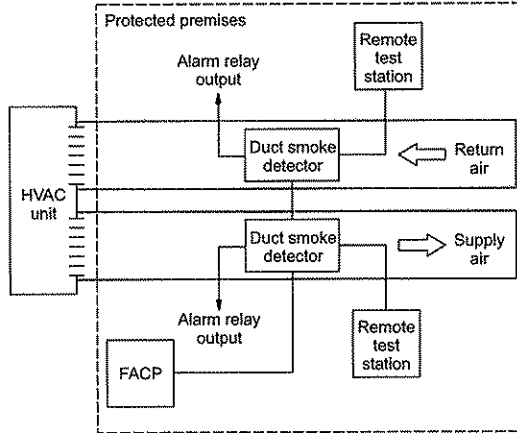 Protected premises
Remote
test
station
Alarm relay
output
Duct smoke
detector
Return
air
HVAC
unit
Duct smoke
detector
Supply
air
Alarm relay
output
Remote
test
station
FACP